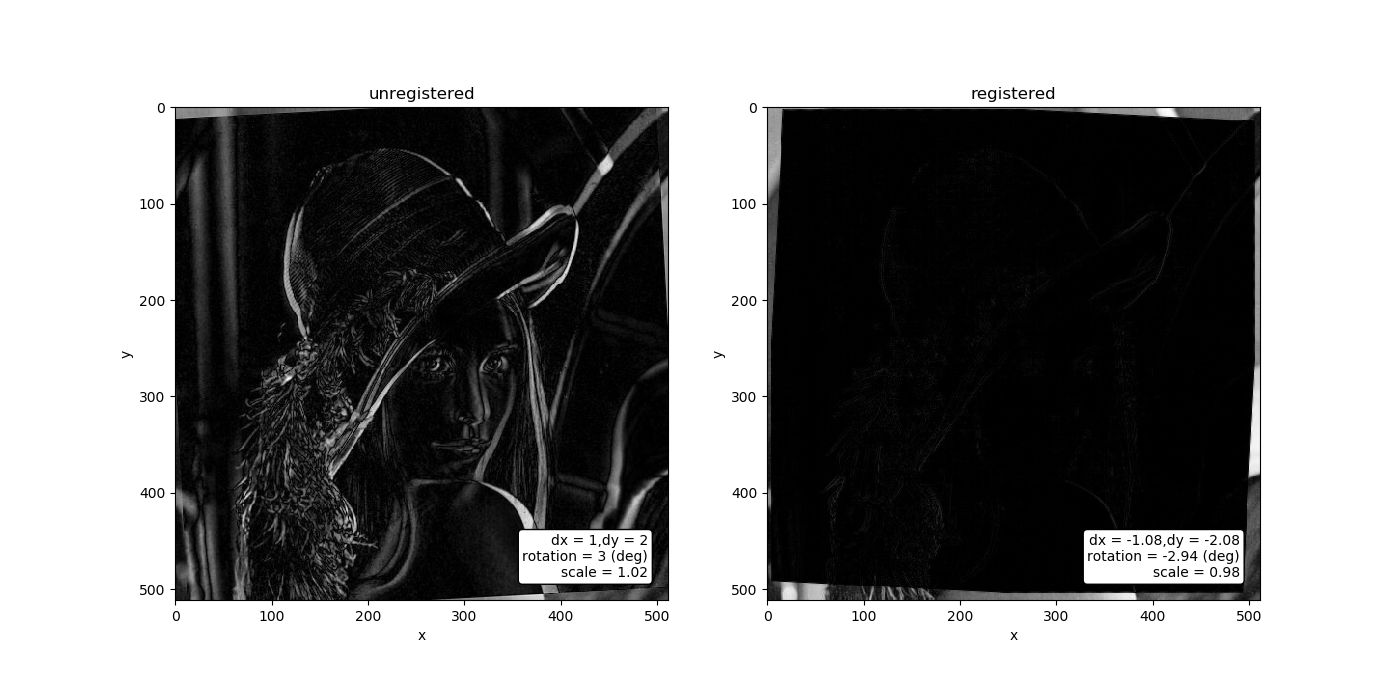 unregistered
0
100
200
300
400
500
y
dx = 1,dy = 2
rotation = 3 (deg)
scale = 1.02
0 100 200 300 400 500
x
registered
0
100
200
300
400
500
y
dx = -1.08,dy = -2.08
rotation = -2.94 (deg)
scale = 0.98
0 100 200 300 400 500
x